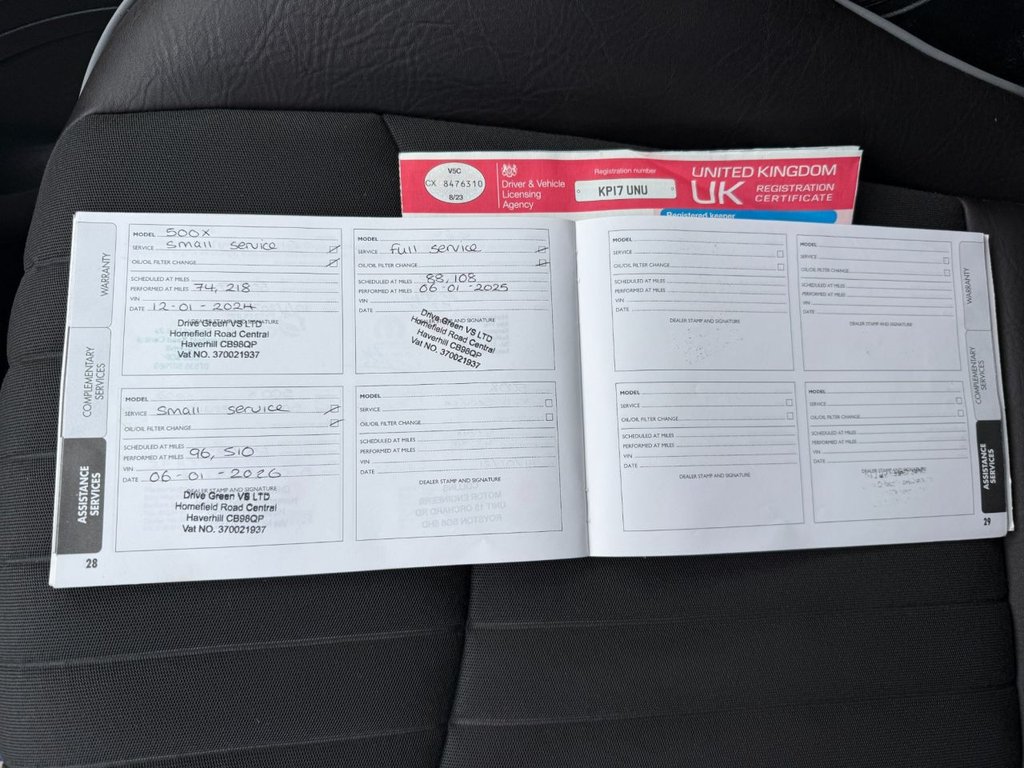 V5C
CX 8476310
8/23
Driver & Vehicle
Licensing
Agency
Registration number
KP17 UNU
UNITED KINGDOM
UK REGISTRATION
CERTIFICATE
Registered keeper
WARRANTY
COMPLEMENTARY
SERVICES
ASSISTANCE
SERVICES
28
MODEL 500X
SERVICE small service
OIL/OIL FILTER CHANGE
SCHEDULED AT MILES
PERFORMED AT MILES 74, 218
VIN
DATE 12-01-2024
DEALER STAMP AND SIGNATURE
Drive Green VS LTD
Homefield Road Central
Haverhill CB98QP
Vat NO. 370021937
MODEL
SERVICE full service
OIL/OIL FILTER CHANGE
SCHEDULED AT MILES 88, 108
PERFORMED AT MILES 06-01-2025
VIN
DATE
Drive Green VS LTD
Homefield Road Central
Haverhill CB98QP
Vat NO. 370021937
MODEL
SERVICE small service
OIL/OIL FILTER CHANGE
SCHEDULED AT MILES
PERFORMED AT MILES 96, 510
VIN
DATE 06-01-2026
DEALER STAMP AND SIGNATURE
Drive Green VS LTD
Homefield Road Central
Haverhill CB98QP
Vat NO. 370021937
MODEL
SERVICE
OIL/OIL FILTER CHANGE
SCHEDULED AT MILES
PERFORMED AT MILES
VIN
DATE
DEALER STAMP AND SIGNATURE
MODEL
SERVICE
OIL/OIL FILTER CHANGE
SCHEDULED AT MILES
PERFORMED AT MILES
VIN
DATE
DEALER STAMP AND SIGNATURE
MODEL
SERVICE
OIL/OIL FILTER CHANGE
SCHEDULED AT MILES
PERFORMED AT MILES
VIN
DATE
DEALER STAMP AND SIGNATURE
MODEL
SERVICE
OIL/OIL FILTER CHANGE
SCHEDULED AT MILES
PERFORMED AT MILES
VIN
DATE
DEALER STAMP AND SIGNATURE
MODEL
SERVICE
OIL/OIL FILTER CHANGE
SCHEDULED AT MILES
PERFORMED AT MILES
VIN
DATE
DEALER STAMP AND SIGNATURE
WARRANTY
COMPLEMENTARY
SERVICES
ASSISTANCE
SERVICES
29